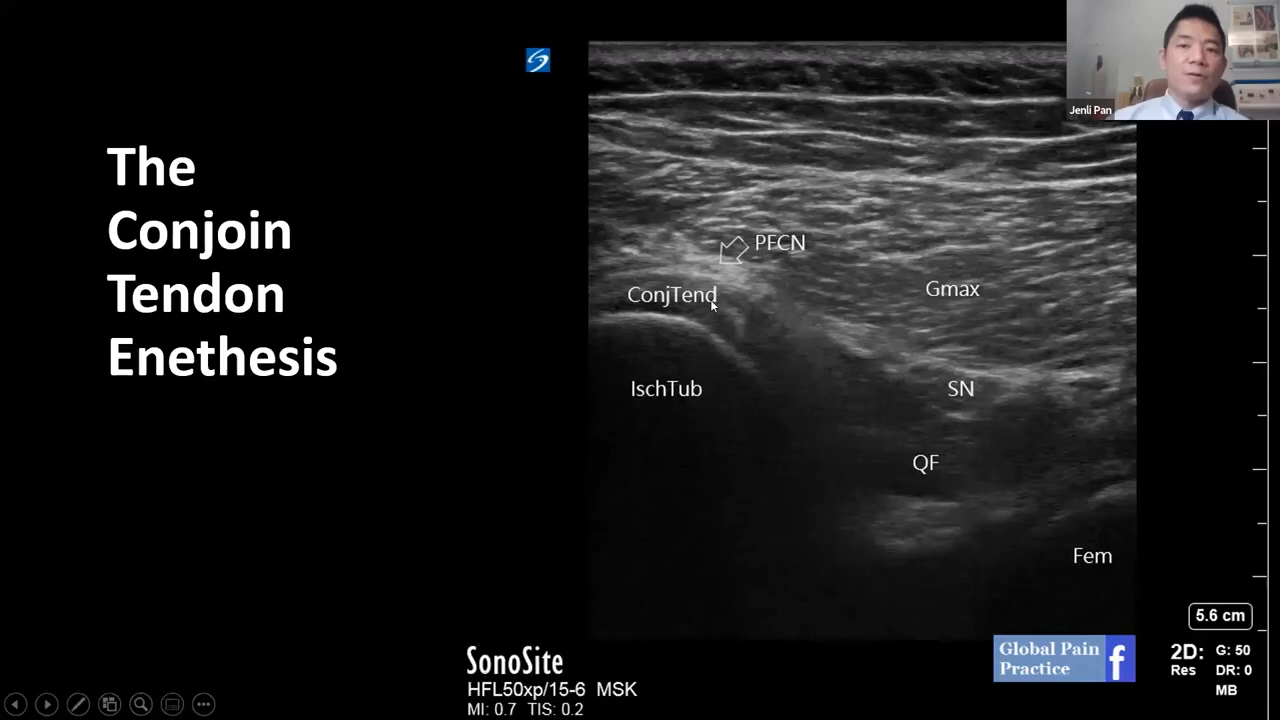 The
Conjoin
Tendon
Enethesis
Jenli Pan
PFCN
ConjTend
Gmax
IschTub
SN
QF
Fem
5.6 cm
SonoSite
HFL50xp/15-6 MSK
MI: 0.7 TIS: 0.2
Global Pain
Practice
f
2D:
Res
G: 50
DR: 0
MB